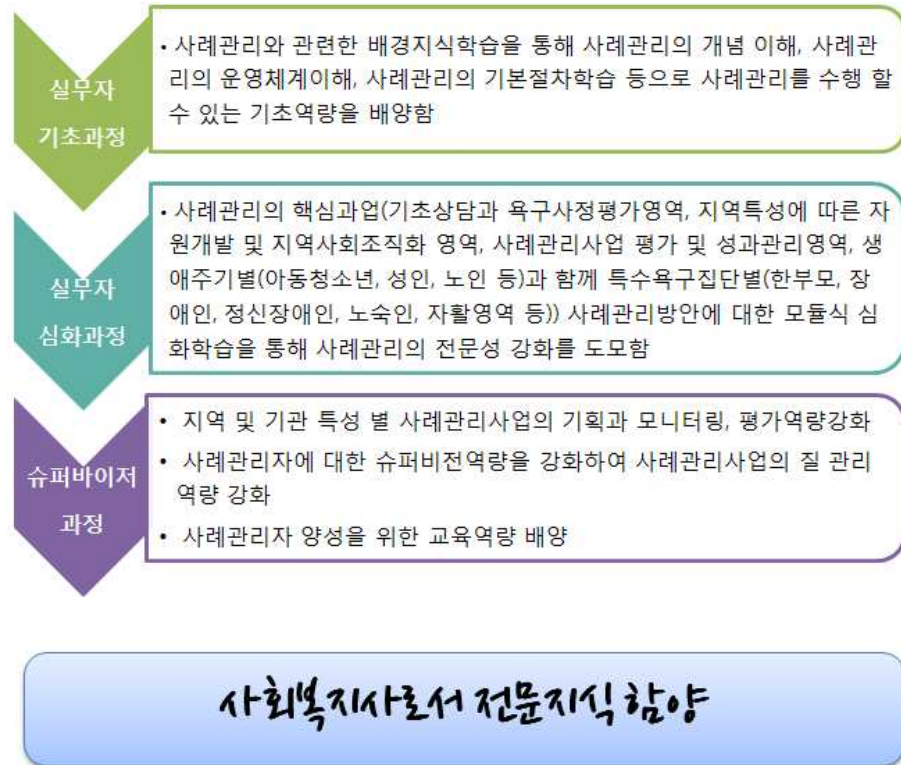 실무자
기초과정
• 사례관리와 관련한 배경지식학습을 통해 사례관리의 개념 이해, 사례관
리의 운영체계이해, 사례관리의 기본절차학습 등으로 사례관리를 수행 할
수 있는 기초역량을 배양함
실무자
심화과정
• 사례관리의 핵심과업(기초상담과 욕구사정평가영역, 지역특성에 따른 자
원개발 및 지역사회조직화 영역, 사례관리사업 평가 및 성과관리영역, 생
애주기별(아동청소년, 성인, 노인 등)과 함께 특수욕구집단별(한부모, 장
애인, 정신장애인, 노숙인, 자활영역 등)) 사례관리방안에 대한 모듈식 심
화학습을 통해 사례관리의 전문성 강화를 도모함
슈퍼바이저
과정
• 지역 및 기관 특성 별 사례관리사업의 기획과 모니터링, 평가역량강화
• 사례관리자에 대한 슈퍼비전역량을 강화하여 사례관리사업의 질 관리
역량 강화
• 사례관리자 양성을 위한 교육역량 배양
사회복지사로서 전문지식 함양